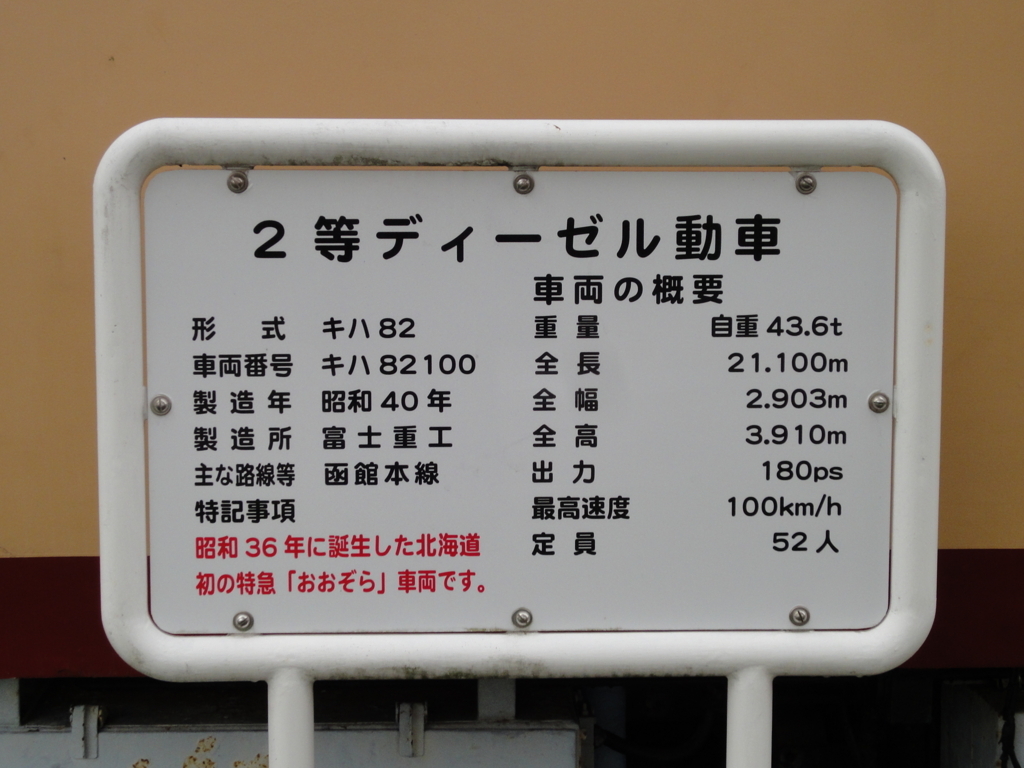 2等ディーゼル動車
形式 キハ82
車両番号 キハ82100
製造年 昭和40年
製造所 富士重工
主な路線等 函館本線
特記事項
昭和36年に誕生した北海道
初の特急「おおぞら」車両です。
車両の概要
重量 自重43.6t
全長 21.100m
全幅 2.903m
全高 3.910m
出力 180ps
最高速度 100km/h
定員 52人